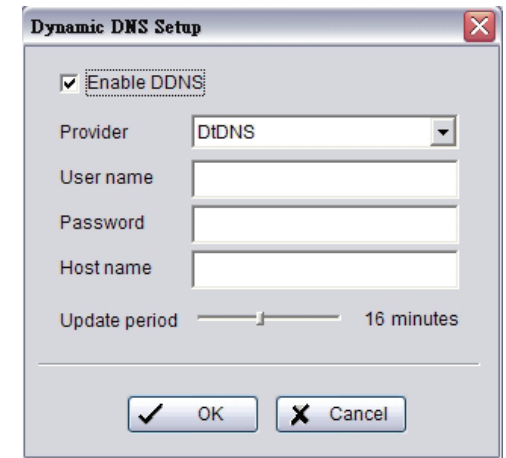 Dynamic DNS Setup
Enable DDNS
Provider DtDNS
User name
Password
Host name
Update period 16 minutes
OK Cancel